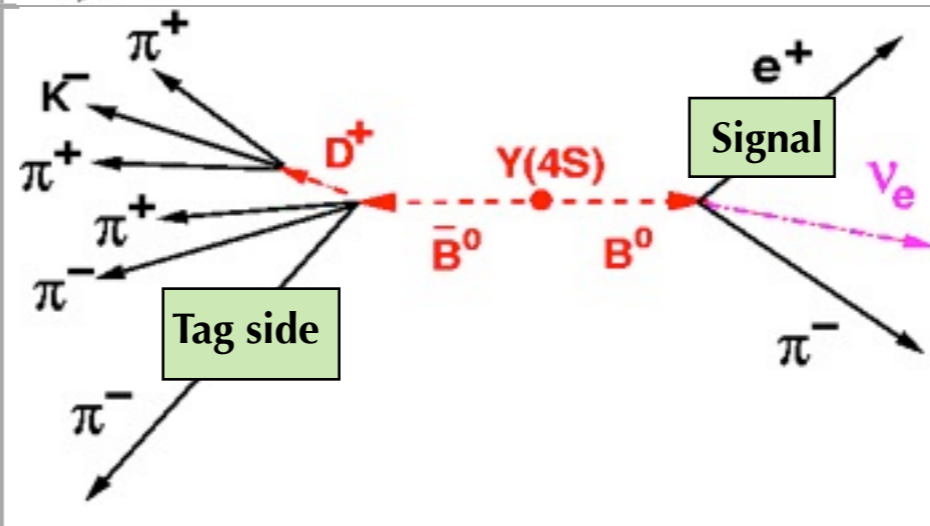 π⁺
K⁻
π⁺
π⁺
π⁻
π⁻
D⁺
Tag side
Υ(4S)
B̄⁰
B⁰
e⁺
Signal
νₑ
π⁻